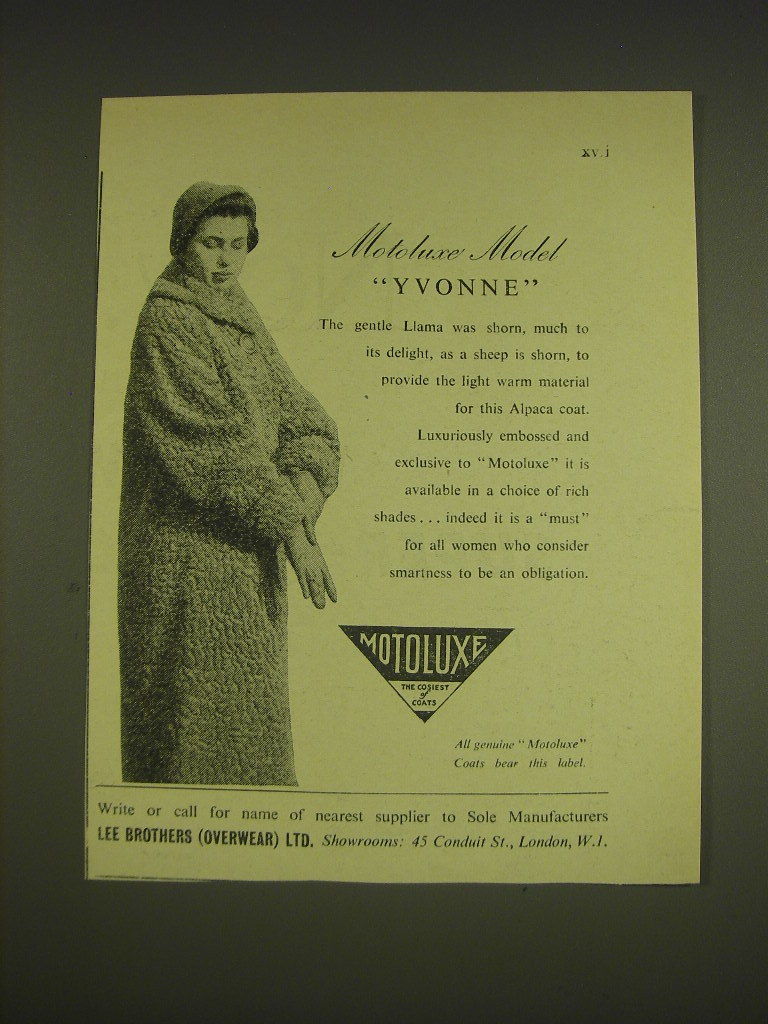 xv.j
Motoluxe Model
“YVONNE”
The gentle Llama was shorn, much to
its delight, as a sheep is shorn, to
provide the light warm material
for this Alpaca coat.
Luxuriously embossed and
exclusive to “Motoluxe” it is
available in a choice of rich
shades . . . indeed it is a “must”
for all women who consider
smartness to be an obligation.
MOTOLUXE
THE COSIEST
of
COATS
All genuine “Motoluxe”
Coats bear this label.
Write or call for name of nearest supplier to Sole Manufacturers
LEE BROTHERS (OVERWEAR) LTD. Showrooms: 45 Conduit St., London, W.1.